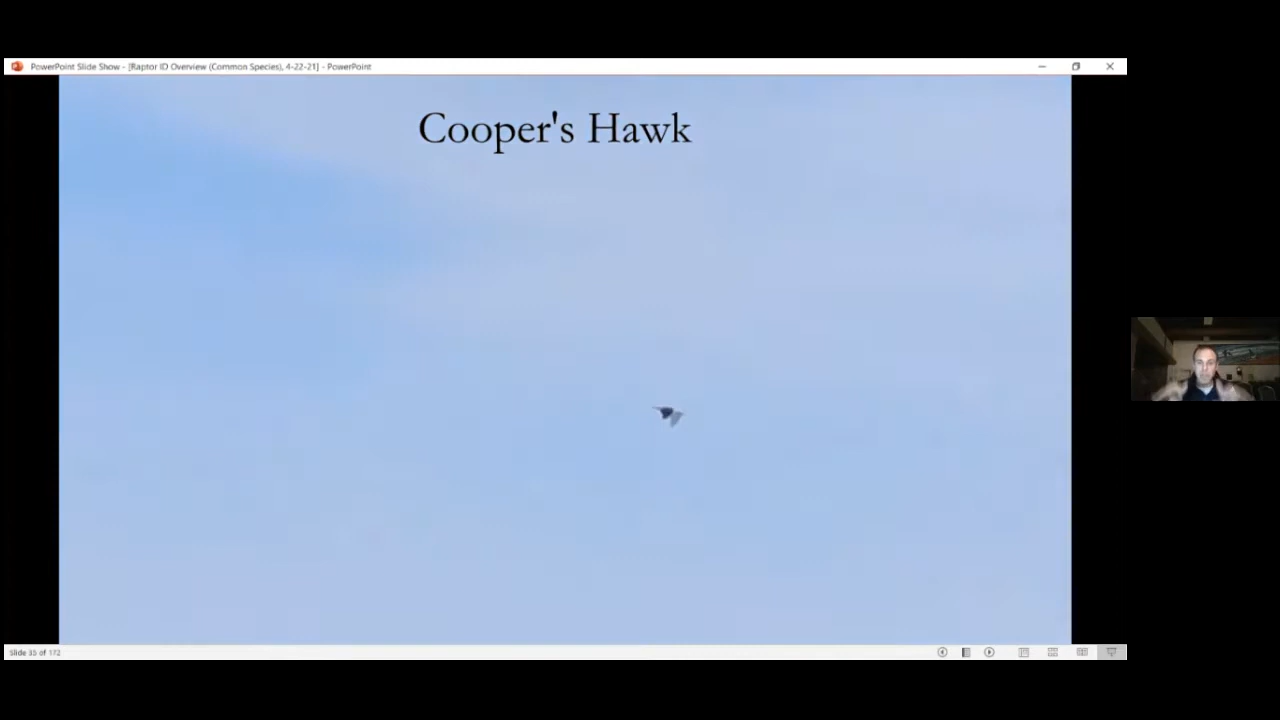 PowerPoint Slide Show - [Raptor ID Overview (Common Species), 4-22-21] - PowerPoint
Cooper's Hawk
Slide 35 of 172